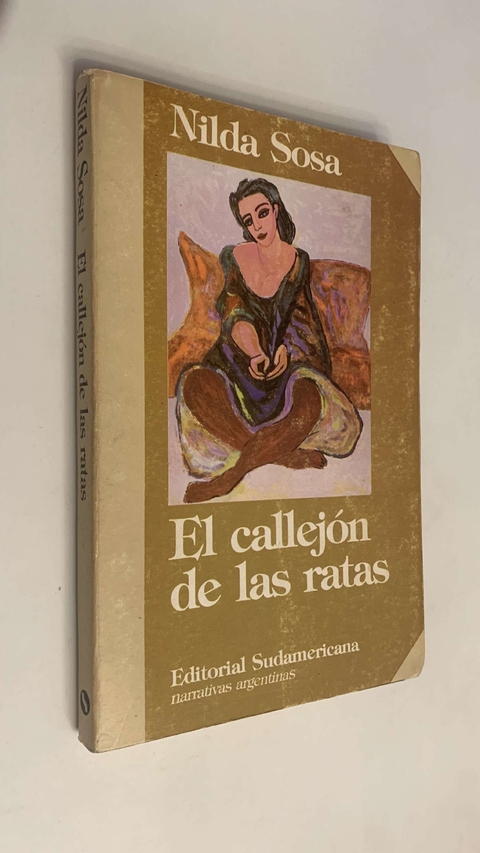 Nilda Sosa
El callejón
de las ratas
Editorial Sudamericana
narrativas argentinas
Nilda Sosa El callejón de las ratas